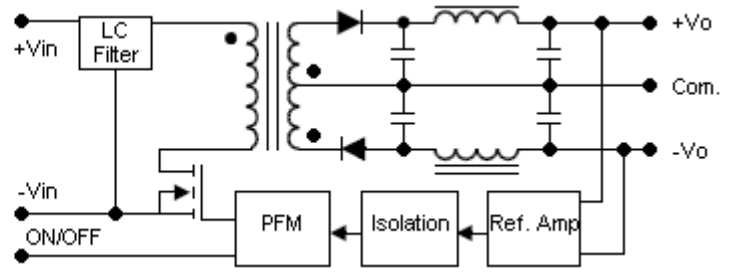 +Vin
LC
Filter
+Vo
Com.
-Vo
-Vin
ON/OFF
PFM
Isolation
Ref. Amp